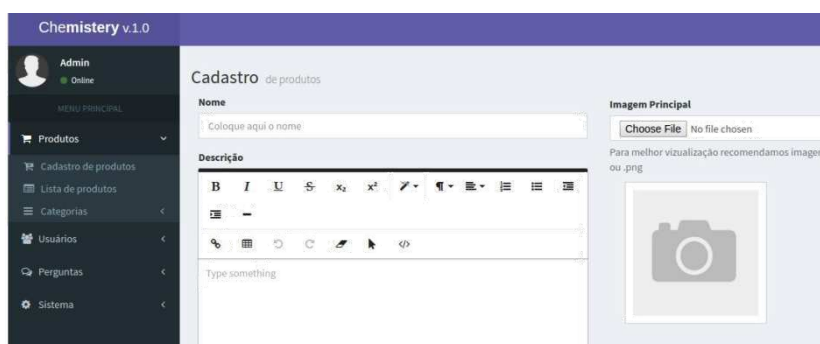 Chemistery v.1.0
Admin
Online
MENU PRINCIPAL
Produtos
Cadastro de produtos
Lista de produtos
Categorias
Usuários
Perguntas
Sistema
Cadastro de produtos
Nome
Coloque aqui o nome
Descrição
B I U S x₂ x²
Type something
Imagem Principal
Choose File No file chosen
Para melhor vizualização recomendamos imagen
ou .png